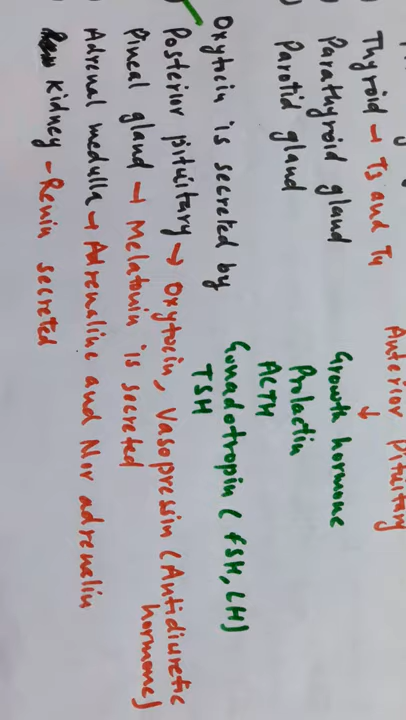 Thyroid → T3 and T4
Parathyroid gland
Parotid gland
Anterior Pituitary
↓
Growth hormone
Prolactin
ACTH
Gonadotropin (FSH, LH)
TSH
Oxytocin is secreted by
Posterior pituitary → Oxytocin, Vasopressin (Antidiuretic hormone)
Pineal gland → Melatonin is secreted
Adrenal medulla → Adrenaline and Nor adrenalin
Kidney - Renin secreted